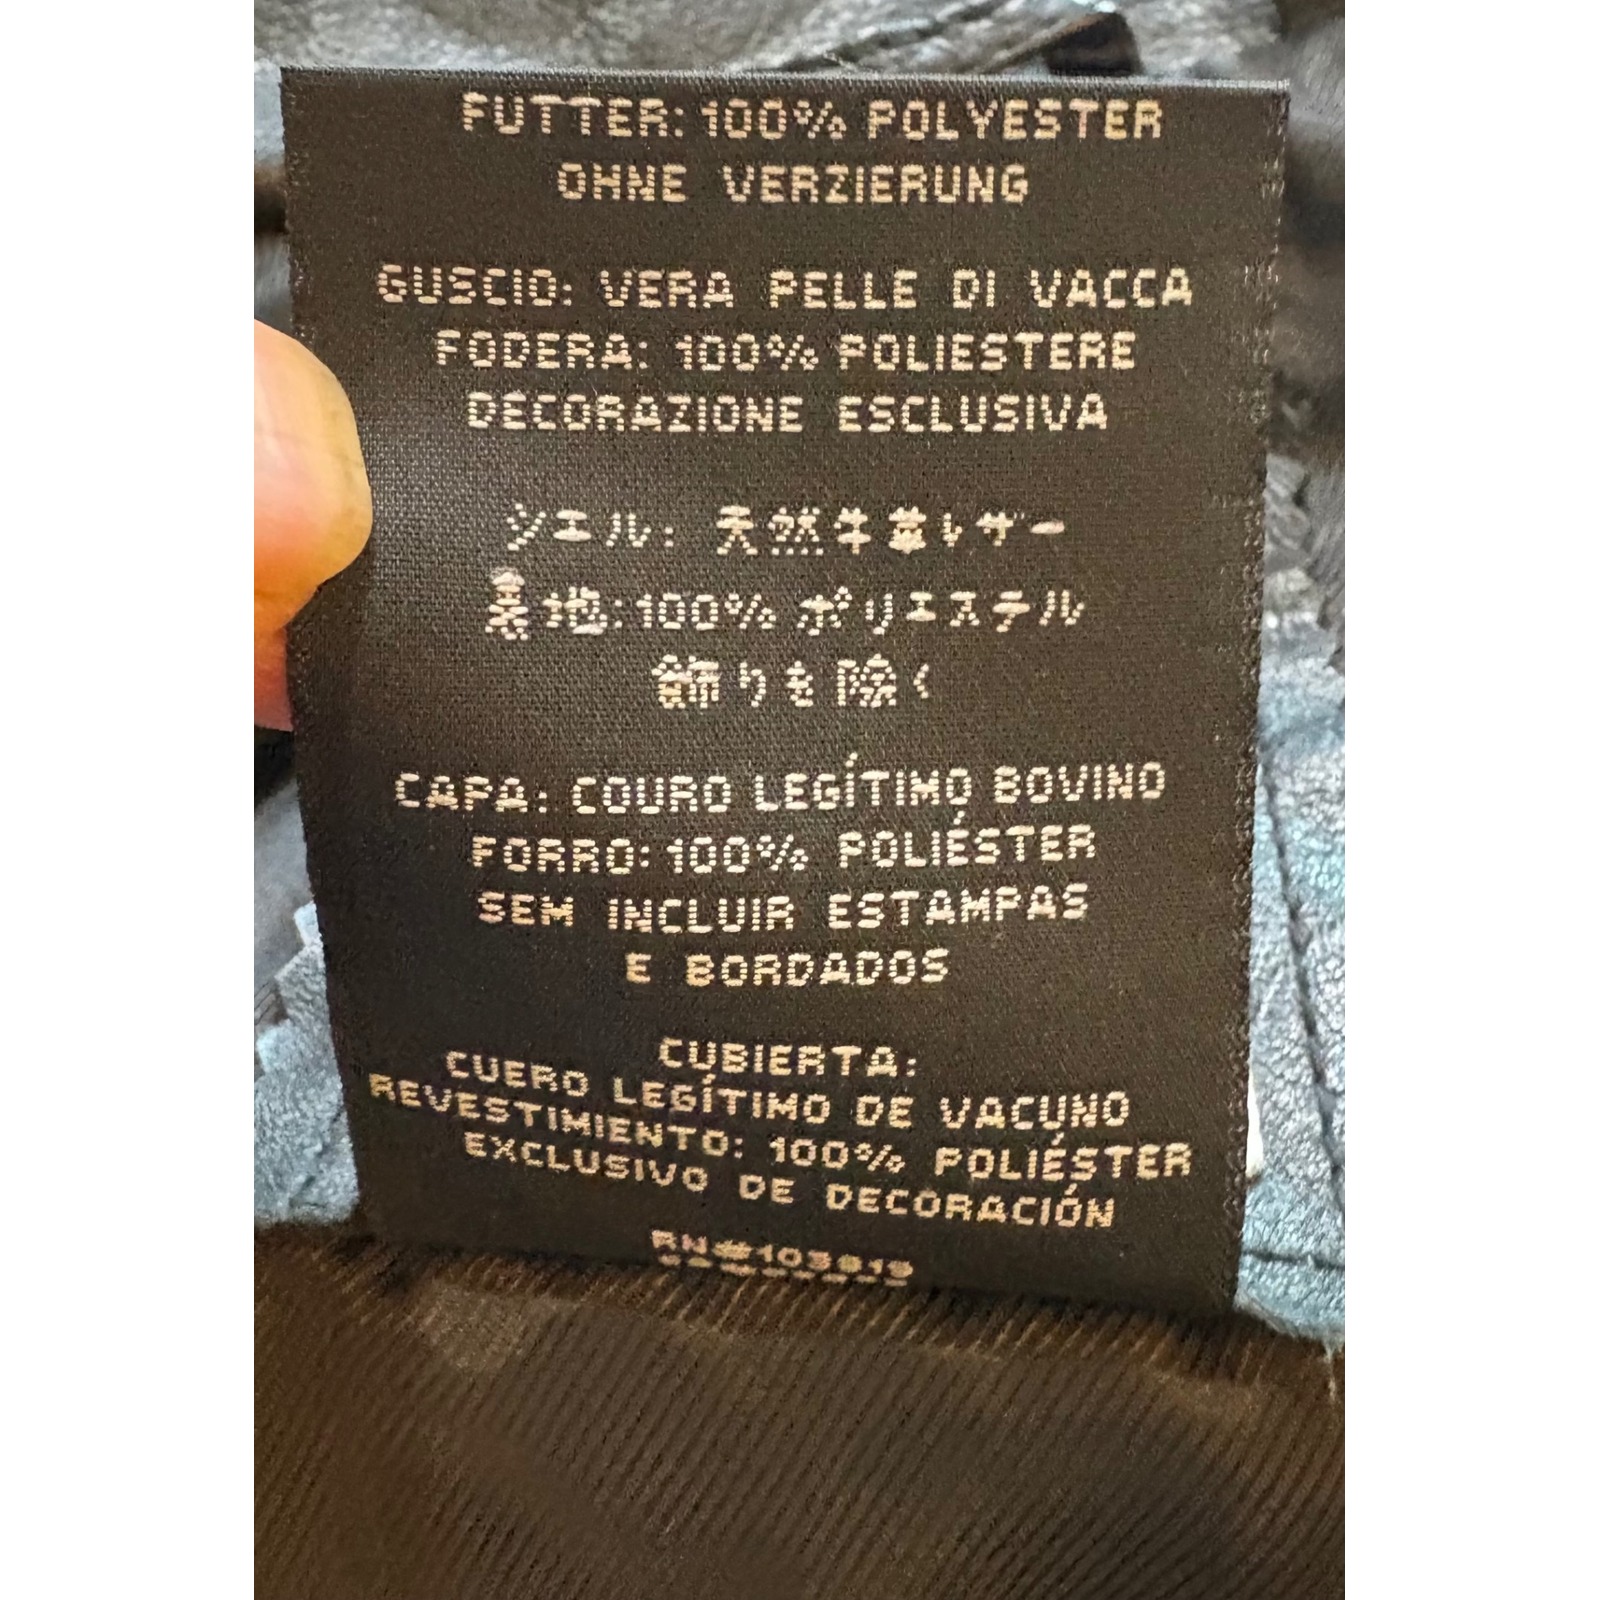 FUTTER: 100% POLYESTER
OHNE VERZIERUNG
GUSCIO: VERA PELLE DI VACCA
FODERA: 100% POLIESTERE
DECORAZIONE ESCLUSIVA
シエル: 天然牛革レザー
裏地:100% ポリエステル
飾りを除く
CAPA: COURO LEGÍTIMO BOVINO
FORRO: 100% POLIÉSTER
SEM INCLUIR ESTAMPAS
E BORDADOS
CUBIERTA:
CUERO LEGÍTIMO DE VACUNO
REVESTIMIENTO: 100% POLIÉSTER
EXCLUSIVO DE DECORACIÓN